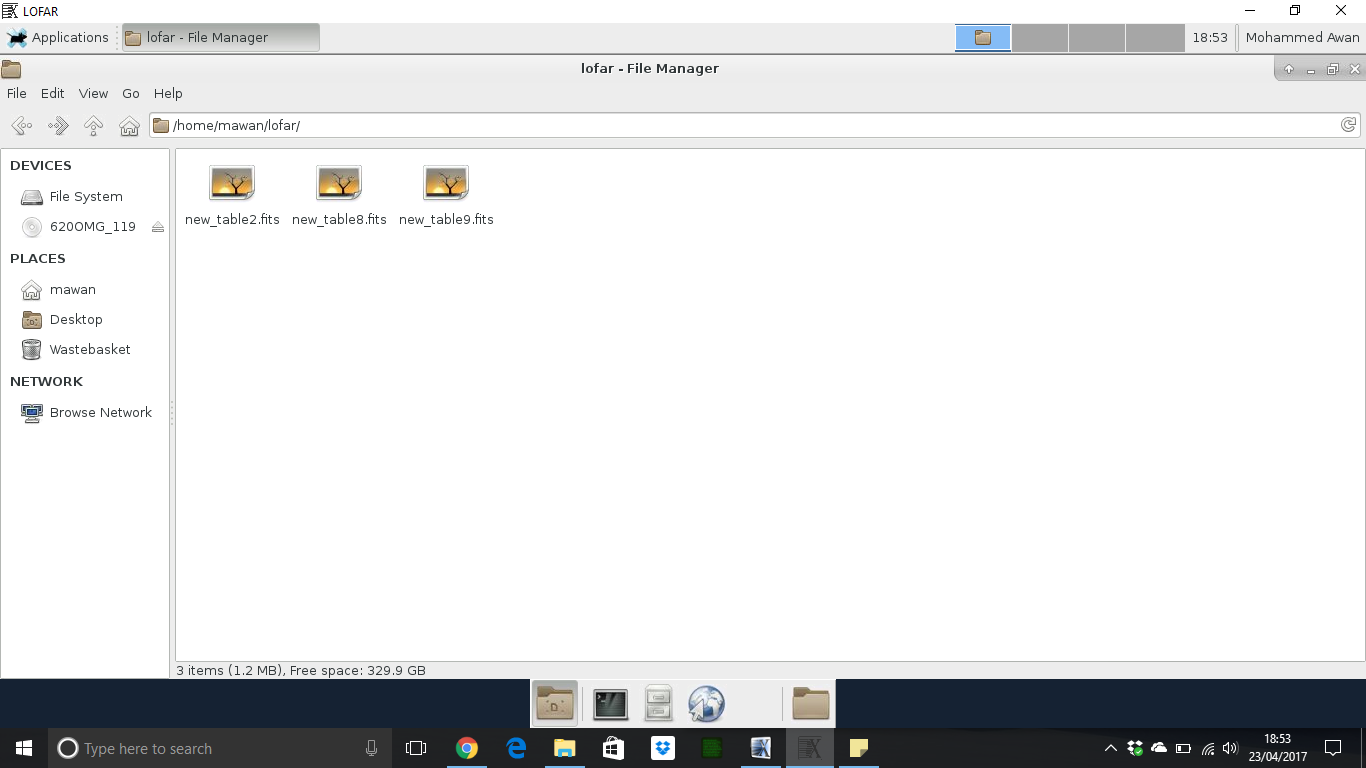 LOFAR
Applications lofar - File Manager 18:53 Mohammed Awan
lofar - File Manager
File Edit View Go Help
/home/mawan/lofar/
DEVICES
File System
620OMG_119
PLACES
mawan
Desktop
Wastebasket
NETWORK
Browse Network
new_table2.fits new_table8.fits new_table9.fits
3 items (1.2 MB), Free space: 329.9 GB
Type here to search
18:53
23/04/2017